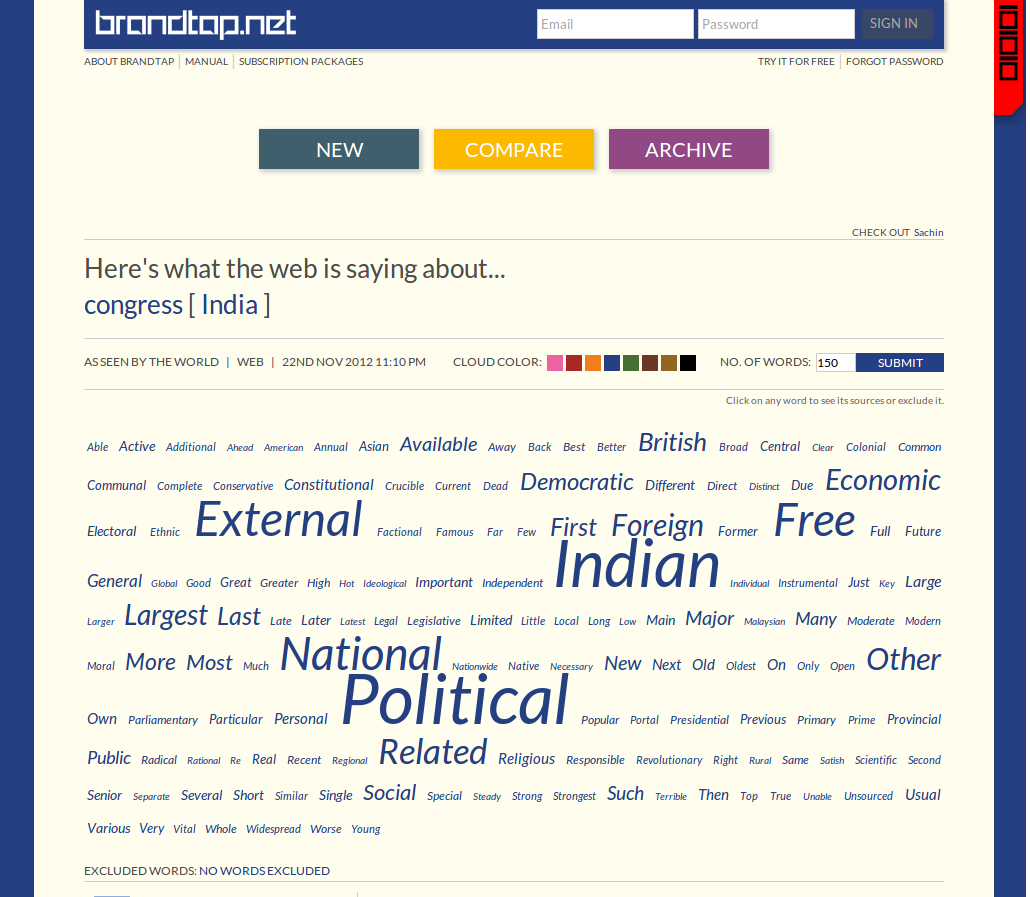 brandtap.net Email Password SIGN IN
ABOUT BRANDTAP | MANUAL | SUBSCRIPTION PACKAGES TRY IT FOR FREE | FORGOT PASSWORD
NEW COMPARE ARCHIVE
CHECK OUT Sachin
Here's what the web is saying about...
congress [ India ]
AS SEEN BY THE WORLD | WEB | 22ND NOV 2012 11:10 PM CLOUD COLOR: NO. OF WORDS: 150 SUBMIT
Click on any word to see its sources or exclude it.
Able Active Additional Ahead American Annual Asian Available Away Back Best Better British Broad Central Clear Colonial Common
Communal Complete Conservative Constitutional Crucible Current Dead Democratic Different Direct Distinct Due Economic
Electoral Ethnic External Factional Famous Far Few First Foreign Former Free Full Future
General Global Good Great Greater High Hot Ideological Important Independent Indian Individual Instrumental Just Key Large
Larger Largest Last Late Later Latest Legal Legislative Limited Little Local Long Low Main Major Malaysian Many Moderate Modern
Moral More Most Much National Nationwide Native Necessary New Next Old Oldest On Only Open Other
Own Parliamentary Particular Personal Political Popular Portal Presidential Previous Primary Prime Provincial
Public Radical Rational Re Real Recent Regional Related Religious Responsible Revolutionary Right Rural Same Satish Scientific Second
Senior Separate Several Short Similar Single Social Special Steady Strong Strongest Such Terrible Then Top True Unable Unsourced Usual
Various Very Vital Whole Widespread Worse Young
EXCLUDED WORDS: NO WORDS EXCLUDED